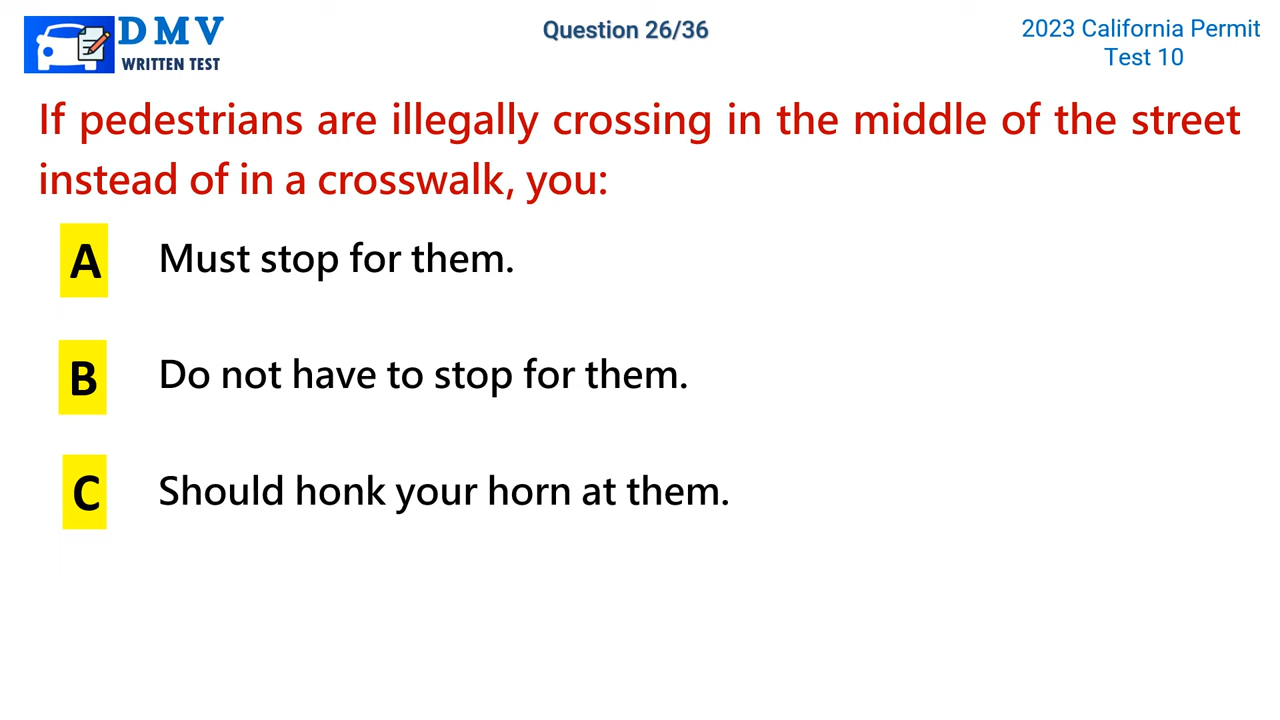 DMV
WRITTEN TEST
Question 26/36
2023 California Permit
Test 10
If pedestrians are illegally crossing in the middle of the street
instead of in a crosswalk, you:
A Must stop for them.
B Do not have to stop for them.
C Should honk your horn at them.